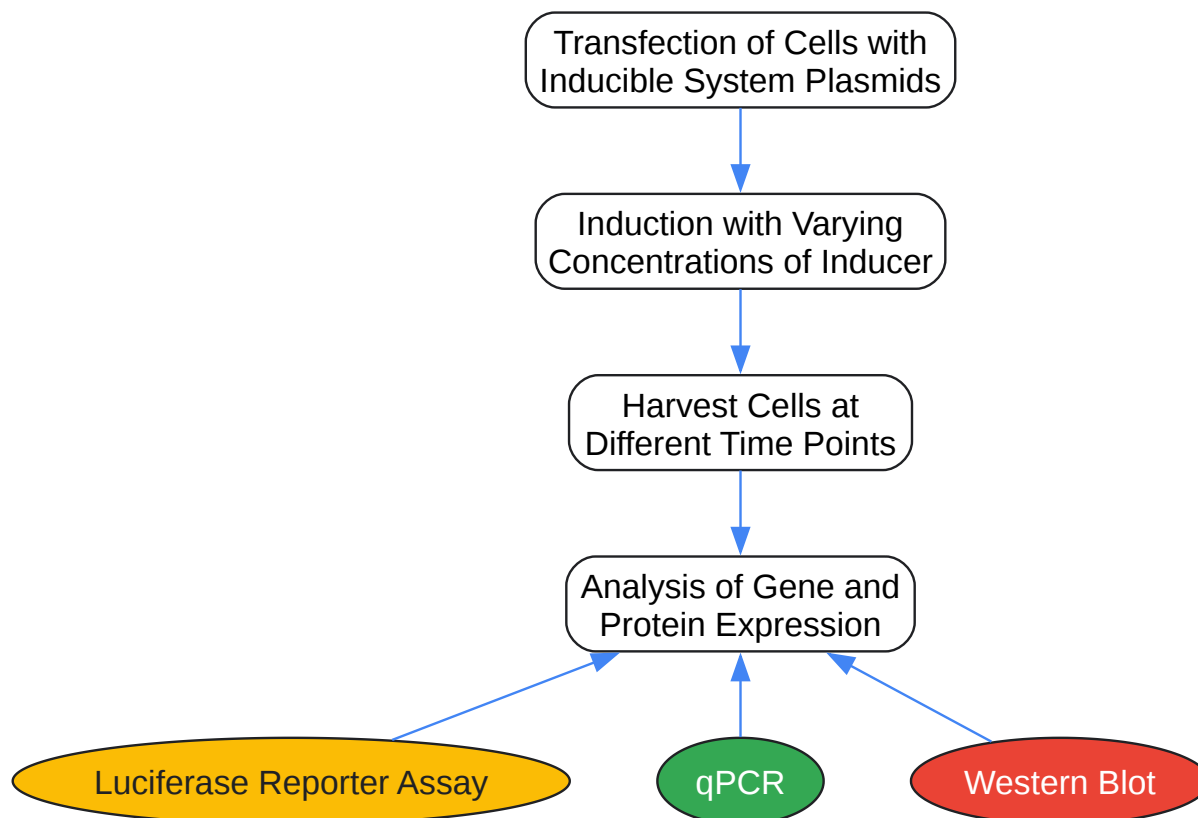 Transfection of Cells with
Inducible System Plasmids
Induction with Varying
Concentrations of Inducer
Harvest Cells at
Different Time Points
Analysis of Gene and
Protein Expression
Luciferase Reporter Assay
qPCR
Western Blot